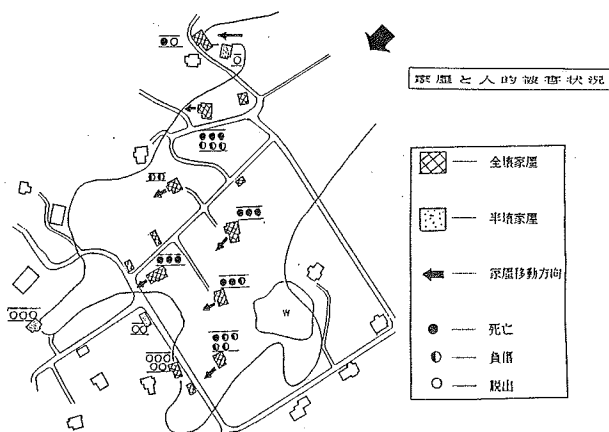 家屋と人的被害状況
W
全壊家屋
半壊家屋
家屋移動方向
死亡
負傷
脱出